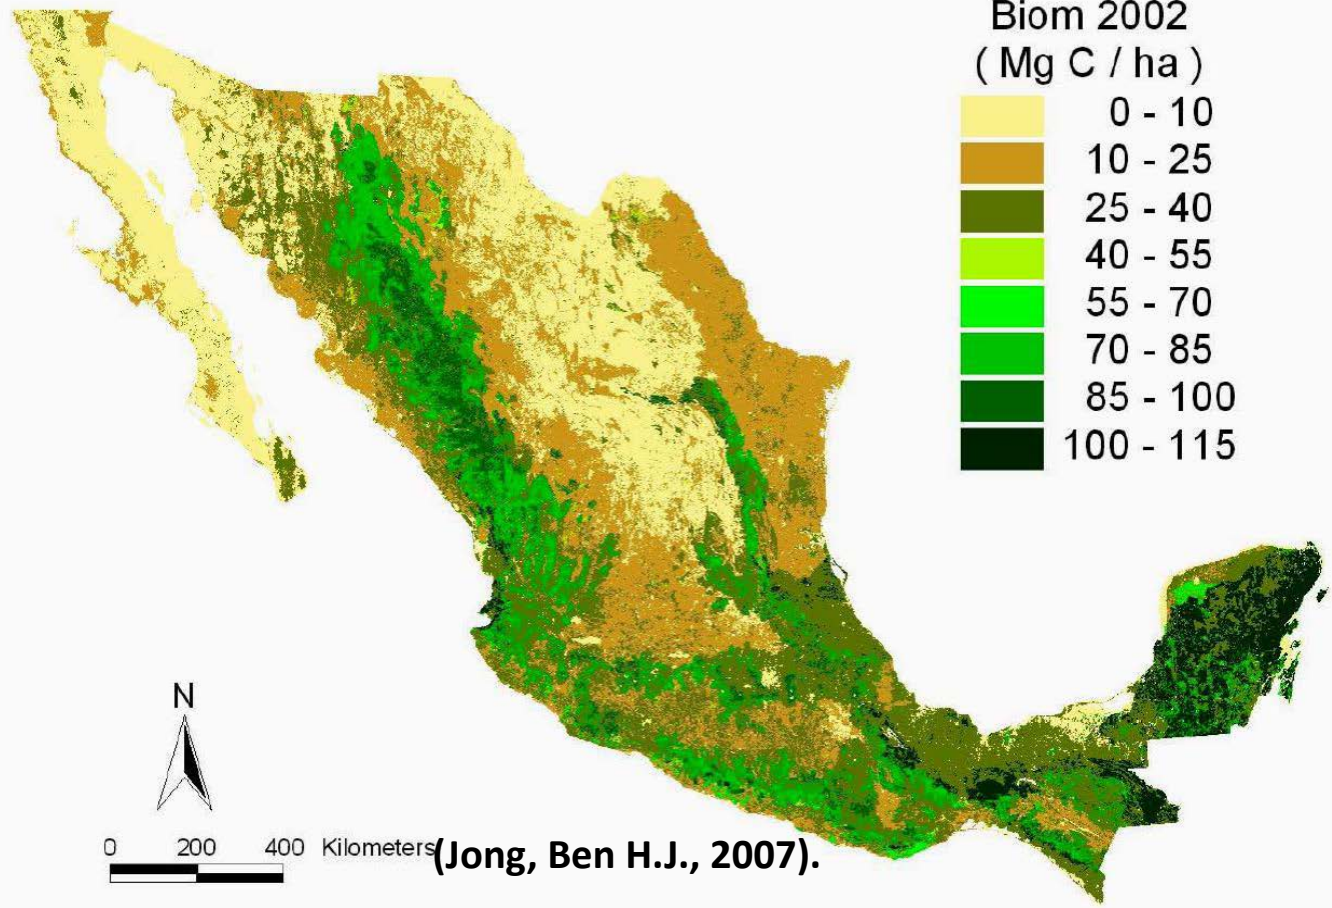 Biom 2002
( Mg C / ha )
0 - 10
10 - 25
25 - 40
40 - 55
55 - 70
70 - 85
85 - 100
100 - 115
N
0 200 400 Kilometers
(Jong, Ben H.J., 2007).